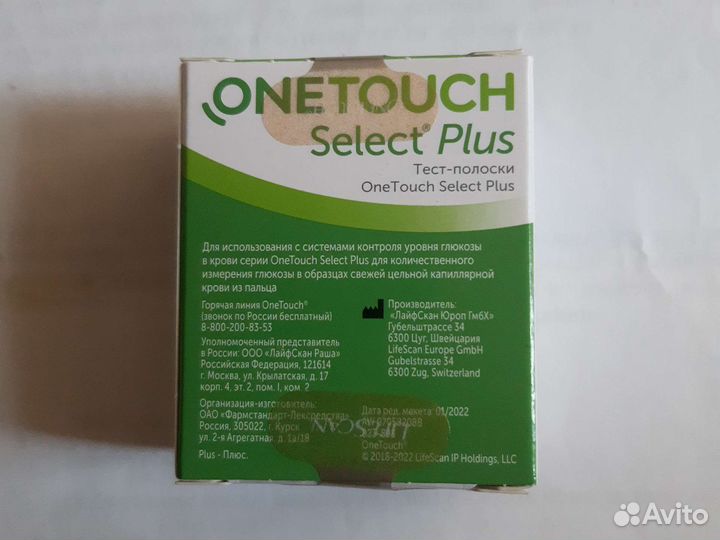 ONETOUCH
Select® Plus
Тест-полоски
OneTouch Select Plus
Для использования с системами контроля уровня глюкозы
в крови серии OneTouch Select Plus для количественного
измерения глюкозы в образцах свежей цельной капиллярной
крови из пальца
Горячая линия OneTouch®
(звонок по России бесплатный)
8-800-200-83-53
Уполномоченный представитель
в России: ООО «ЛайфСкан Раша»
Российская Федерация, 121614
г. Москва, ул. Крылатская, д. 17
корп. 4, эт. 2, пом. I, ком. 2
Организация-изготовитель:
ОАО «Фармстандарт-Лексредства»
Россия, 305022, г. Курск
ул. 2-я Агрегатная, д. 1а/18
Plus - Плюс.
Производитель:
«ЛайфСкан Юроп ГмбХ»
Губельштрассе 34
6300 Цуг, Швейцария
LifeScan Europe GmbH
Gubelstrasse 34
6300 Zug, Switzerland
Дата ред. макета: 01/2022
LIFESCAN
OneTouch®
© 2018-2022 LifeScan IP Holdings, LLC
Avito